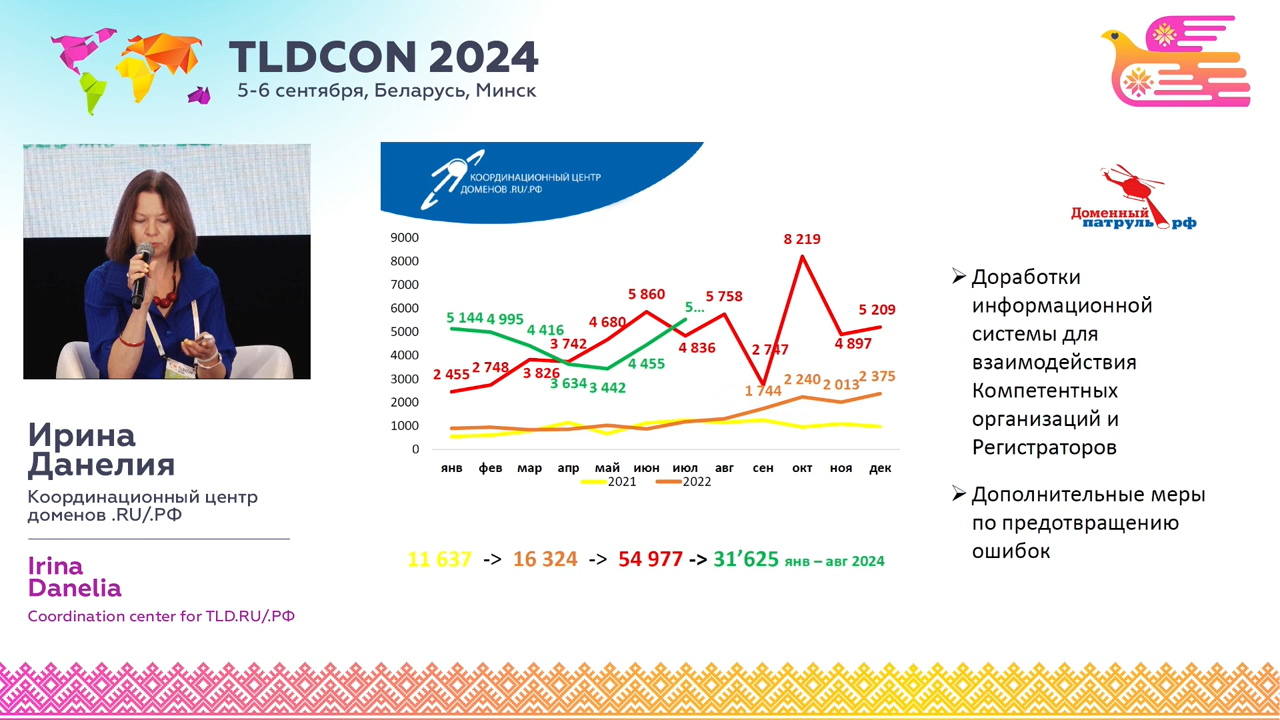 TLDCON 2024
5-6 сентября, Беларусь, Минск
КООРДИНАЦИОННЫЙ ЦЕНТР
ДОМЕНОВ .RU/.РФ
Доменный
патруль рф
9000
8000
7000
6000
5000
4000
3000
2000
1000
0
5 144
4 995
4 416
3 634
3 442
4 455
5...
2 455
2 748
3 826
3 742
4 680
5 860
4 836
5 758
2 747
8 219
4 897
5 209
1 744
2 240
2 013
2 375
янв фев мар апр май июн июл авг сен окт ноя дек
2021 2022
11 637 -> 16 324 -> 54 977 -> 31’625 янв – авг 2024
➢ Доработки
информационной
системы для
взаимодействия
Компетентных
организаций и
Регистраторов
➢ Дополнительные меры
по предотвращению
ошибок
Ирина
Данелия
Координационный центр
доменов .RU/.РФ
Irina
Danelia
Coordination center for TLD.RU/.РФ